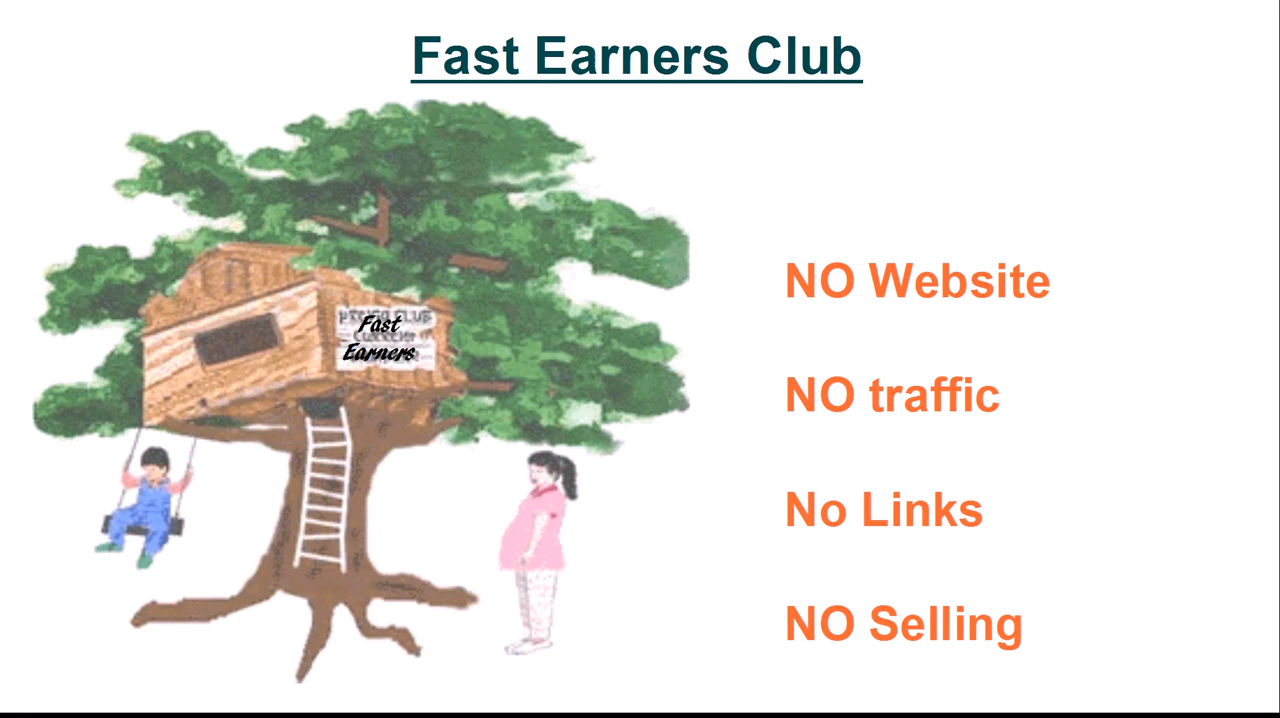 Fast Earners Club
Fast
Earners
NO Website
NO traffic
No Links
NO Selling